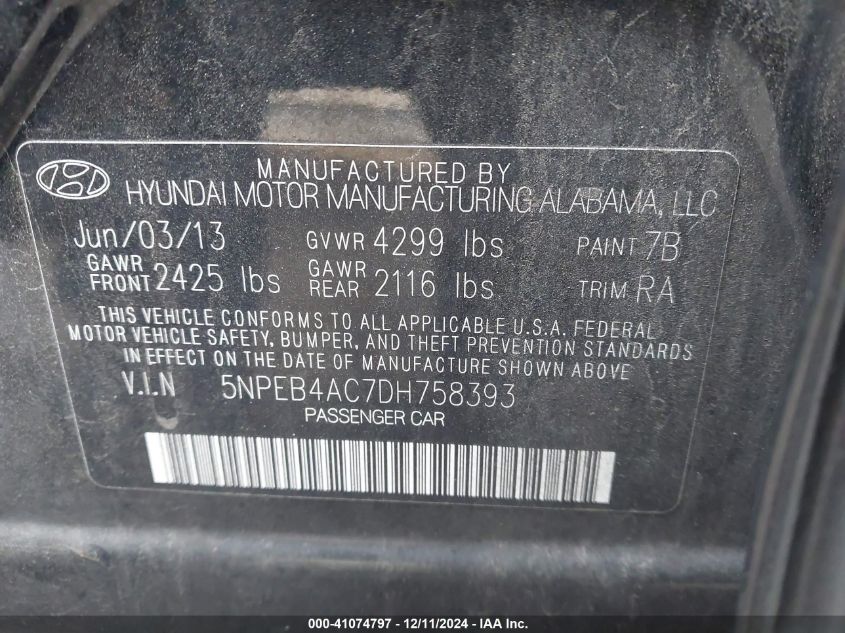 MANUFACTURED BY
HYUNDAI MOTOR MANUFACTURING ALABAMA, LLC
Jun/03/13 GVWR 4299 lbs PAINT 7B
GAWR FRONT 2425 lbs GAWR REAR 2116 lbs TRIM RA
THIS VEHICLE CONFORMS TO ALL APPLICABLE U.S.A. FEDERAL
MOTOR VEHICLE SAFETY, BUMPER, AND THEFT PREVENTION STANDARDS
IN EFFECT ON THE DATE OF MANUFACTURE SHOWN ABOVE
V.I.N 5NPEB4AC7DH758393
PASSENGER CAR
000-41074797 - 12/11/2024 - IAA Inc.